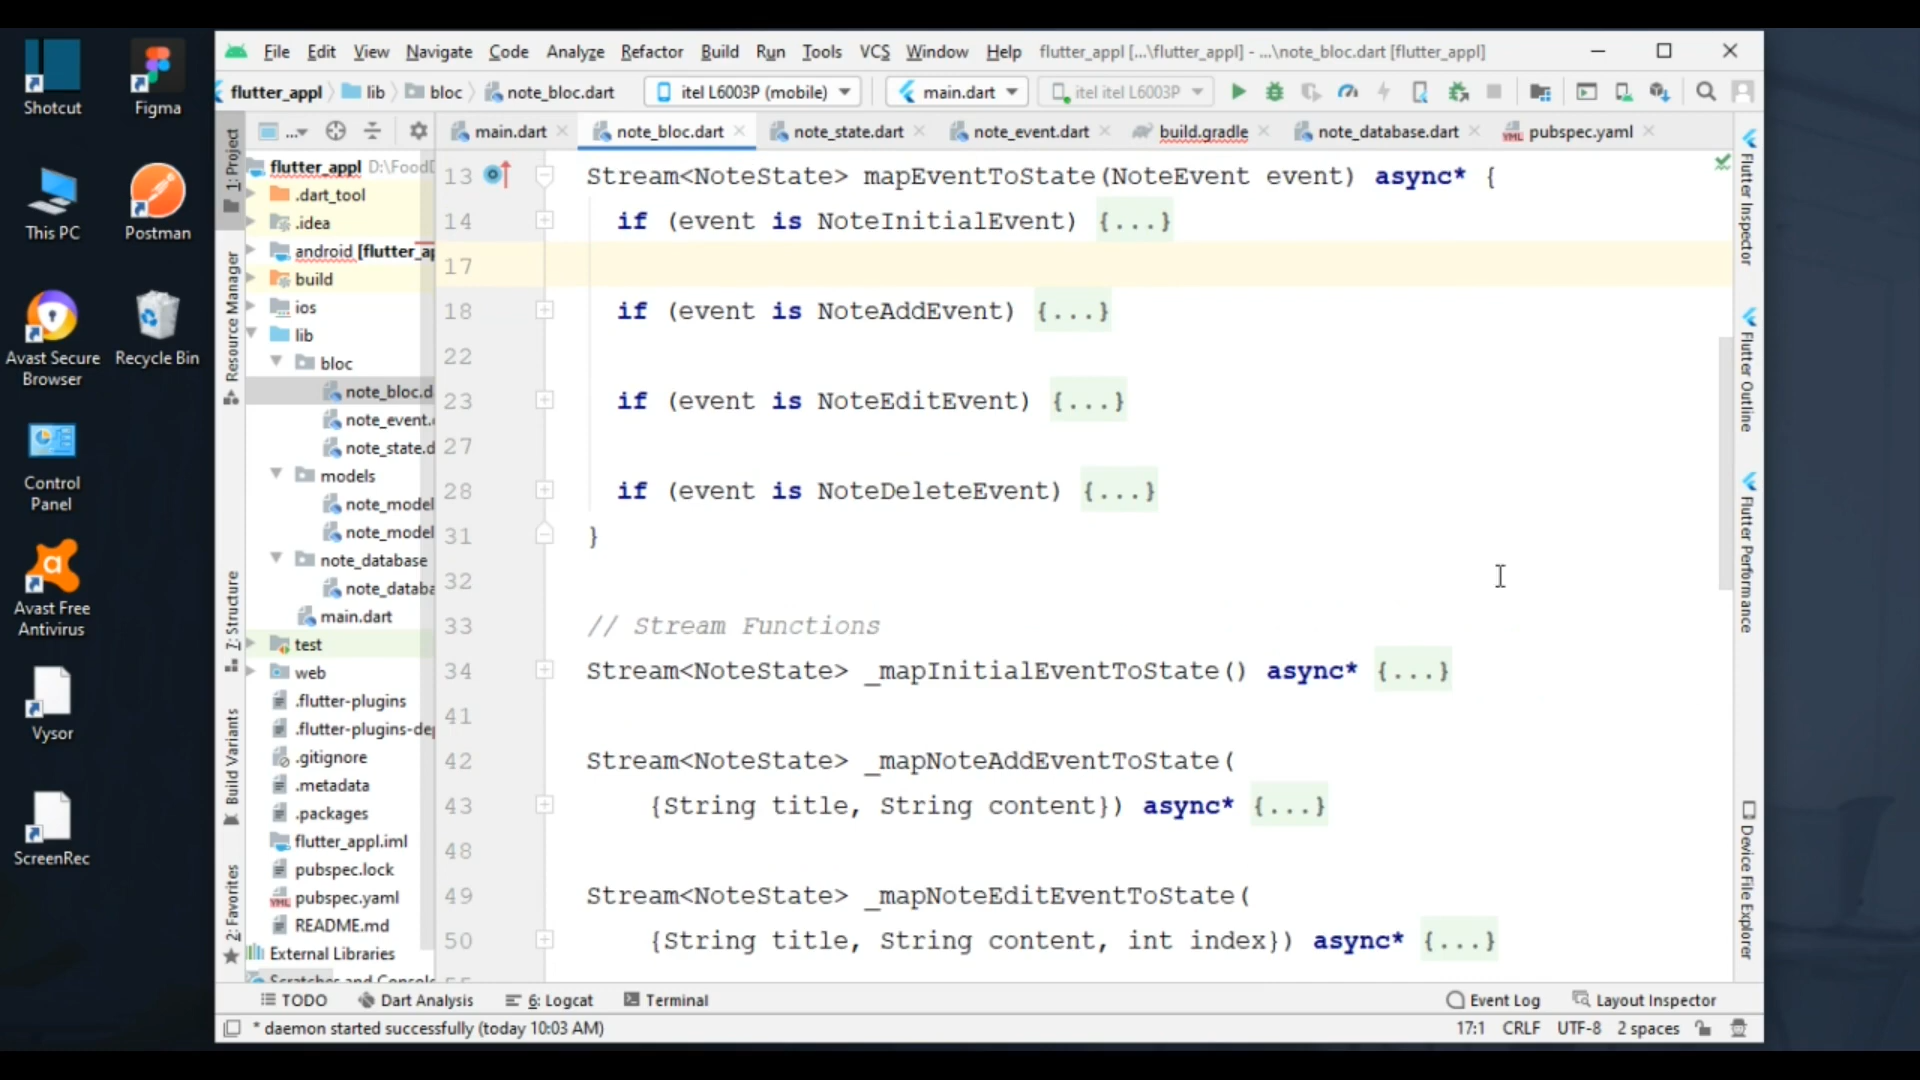 Shotcut
Figma
This PC
Postman
Avast Secure
Browser
Recycle Bin
Control
Panel
Avast Free
Antivirus
Vysor
ScreenRec
File Edit View Navigate Code Analyze Refactor Build Run Tools VCS Window Help flutter_appl [...\flutter_appl] - ...\note_bloc.dart [flutter_appl]
flutter_appl lib bloc note_bloc.dart itel L6003P (mobile) main.dart itel itel L6003P
...
main.dart note_bloc.dart note_state.dart note_event.dart build.gradle note_database.dart pubspec.yaml
1: Project
Resource Manager
7: Structure
Build Variants
2: Favorites
flutter_appl D:\Food
.dart_tool
.idea
android [flutter_ap
build
ios
lib
bloc
note_bloc.d
note_event.
note_state.d
models
note_model
note_model
note_database
note_databa
main.dart
test
web
.flutter-plugins
.flutter-plugins-dep
.gitignore
.metadata
.packages
flutter_appl.iml
pubspec.lock
pubspec.yaml
README.md
External Libraries
Scratches and Consol
13 Stream<NoteState> mapEventToState(NoteEvent event) async* {
14 if (event is NoteInitialEvent) {...}
17
18 if (event is NoteAddEvent) {...}
22
23 if (event is NoteEditEvent) {...}
27
28 if (event is NoteDeleteEvent) {...}
31 }
32
33 // Stream Functions
34 Stream<NoteState> _mapInitialEventToState() async* {...}
41
42 Stream<NoteState> _mapNoteAddEventToState(
43 {String title, String content}) async* {...}
48
49 Stream<NoteState> _mapNoteEditEventToState(
50 {String title, String content, int index}) async* {...}
Flutter Inspector
Flutter Outline
Flutter Performance
Device File Explorer
TODO Dart Analysis 6: Logcat Terminal Event Log Layout Inspector
* daemon started successfully (today 10:03 AM) 17:1 CRLF UTF-8 2 spaces